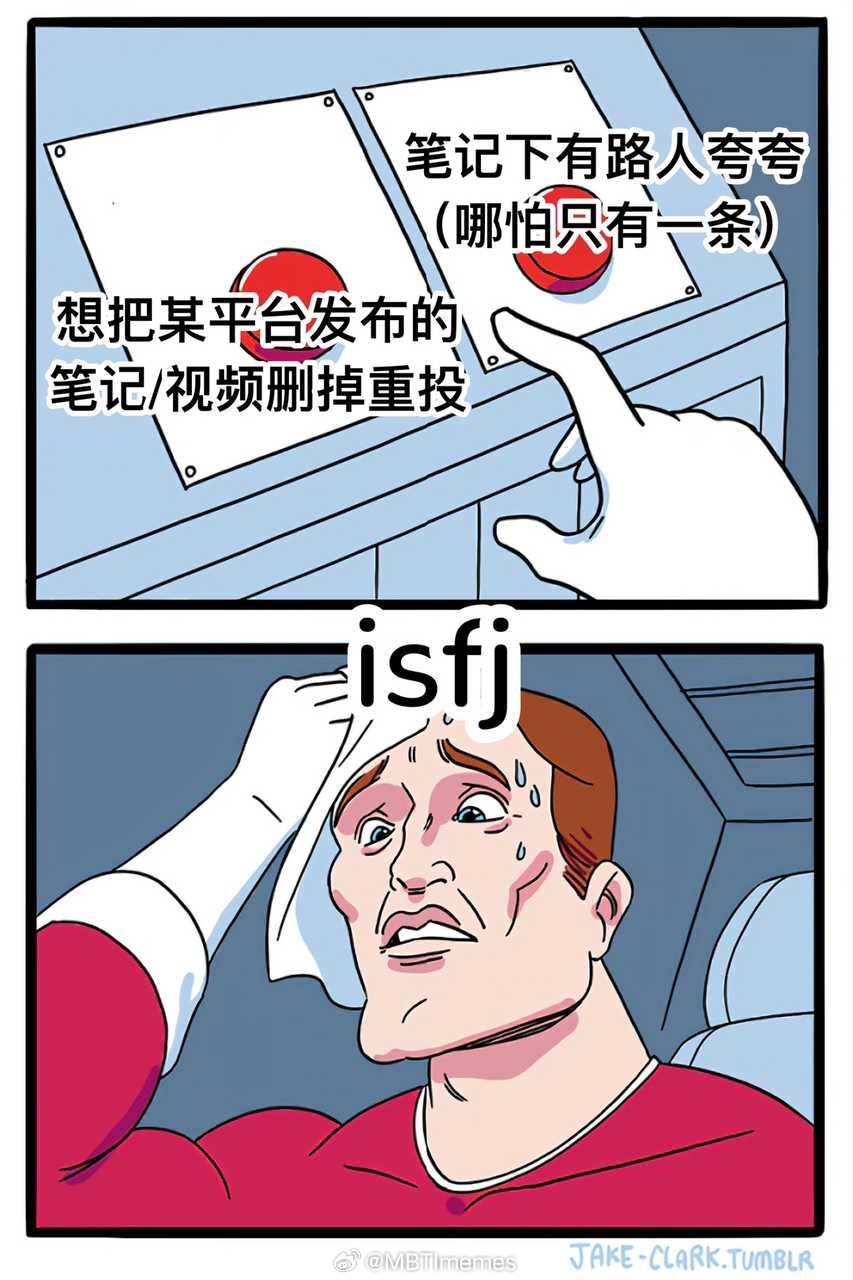 笔记下有路人夸夸
（哪怕只有一条）
想把某平台发布的
笔记/视频删掉重投
isfj
@MBTImemes
JAKE-CLARK.TUMBLR